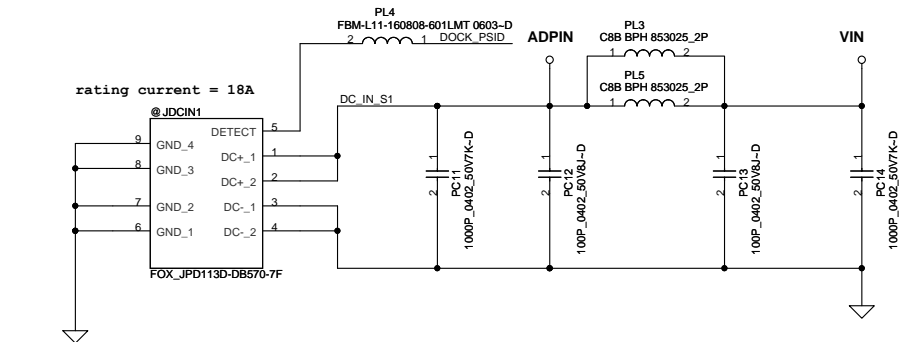 PL4
FBM-L11-160808-601LMT 0603~D
2 1 DOCK_PSID
ADPIN
PL3
C8B BPH 853025_2P
1 2
VIN
PL5
C8B BPH 853025_2P
1 2
rating current = 18A
@JDCIN1
DC_IN_S1
DETECT 5
9 GND_4
DC+_1 1
8 GND_3
DC+_2 2
7 GND_2
DC-_1 3
6 GND_1
DC-_2 4
FOX_JPD113D-DB570-7F
1
2
PC11
1000P_0402_50V7K~D
1
2
PC12
100P_0402_50V8J~D
1
2
PC13
100P_0402_50V8J~D
1
2
PC14
1000P_0402_50V7K~D